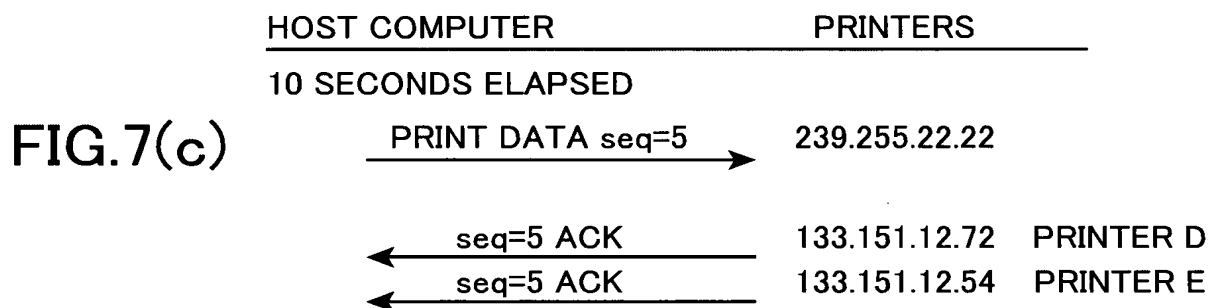 HOST COMPUTER PRINTERS
10 SECONDS ELAPSED
FIG.7(c) PRINT DATA seq=5 239.255.22.22
seq=5 ACK 133.151.12.72 PRINTER D
seq=5 ACK 133.151.12.54 PRINTER E